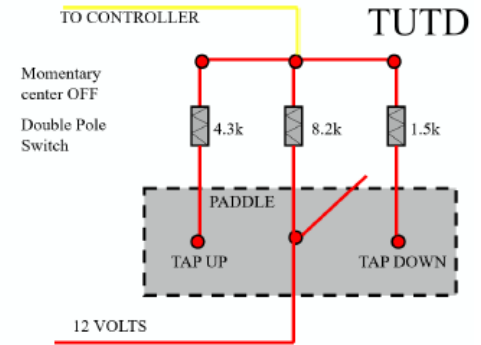 TO CONTROLLER
TUTD
Momentary
center OFF
Double Pole
Switch
4.3k
8.2k
1.5k
PADDLE
TAP UP
TAP DOWN
12 VOLTS